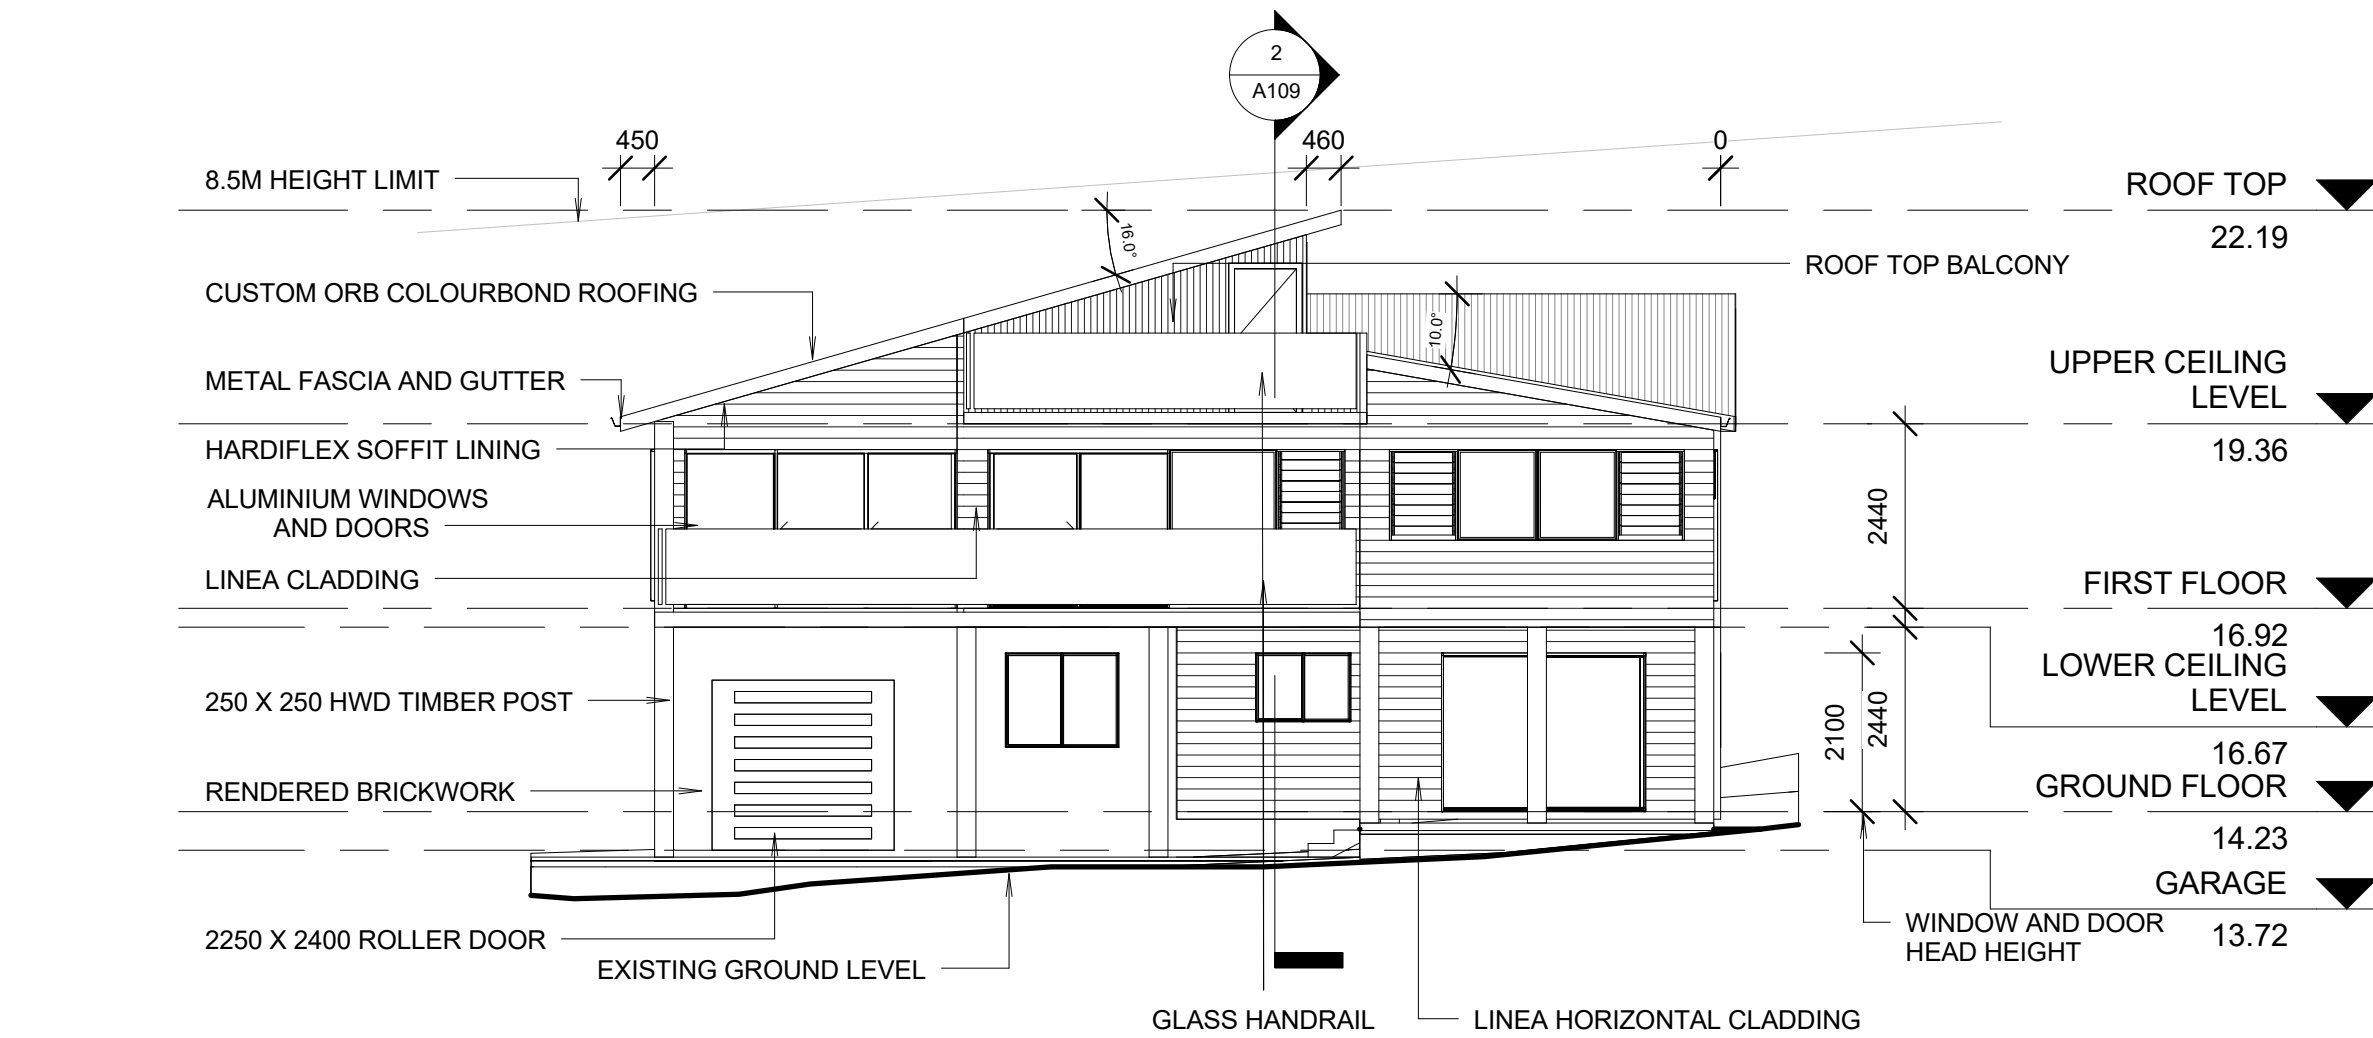 2
A109
450
460
0
8.5M HEIGHT LIMIT
ROOF TOP
22.19
16.0°
ROOF TOP BALCONY
CUSTOM ORB COLOURBOND ROOFING
10.0°
METAL FASCIA AND GUTTER
UPPER CEILING
LEVEL
19.36
HARDIFLEX SOFFIT LINING
ALUMINIUM WINDOWS
AND DOORS
2440
LINEA CLADDING
FIRST FLOOR
16.92
LOWER CEILING
LEVEL
16.67
250 X 250 HWD TIMBER POST
2100
2440
RENDERED BRICKWORK
GROUND FLOOR
14.23
GARAGE
13.72
2250 X 2400 ROLLER DOOR
WINDOW AND DOOR
HEAD HEIGHT
EXISTING GROUND LEVEL
GLASS HANDRAIL
LINEA HORIZONTAL CLADDING